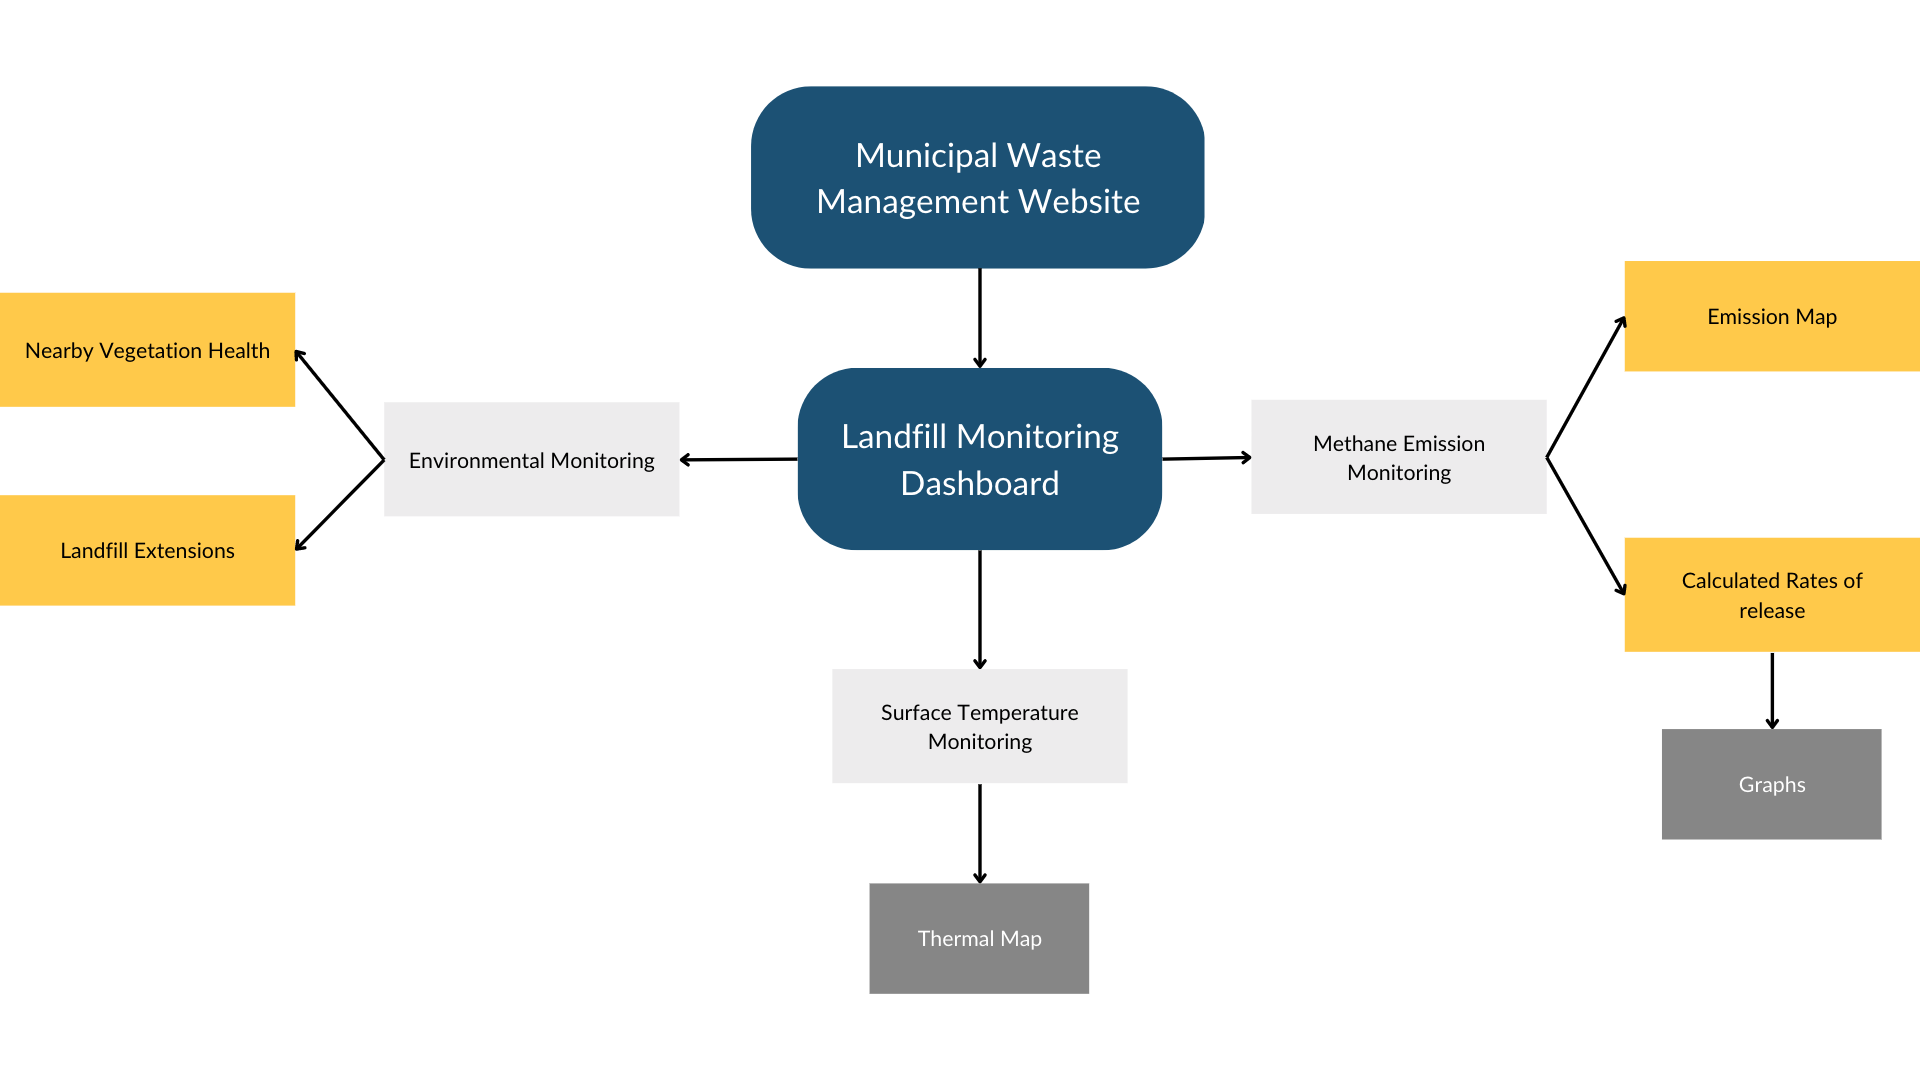 Municipal Waste
Management Website
Emission Map
Nearby Vegetation Health
Landfill Monitoring
Dashboard
Environmental Monitoring
Methane Emission
Monitoring
Landfill Extensions
Calculated Rates of
release
Surface Temperature
Monitoring
Graphs
Thermal Map